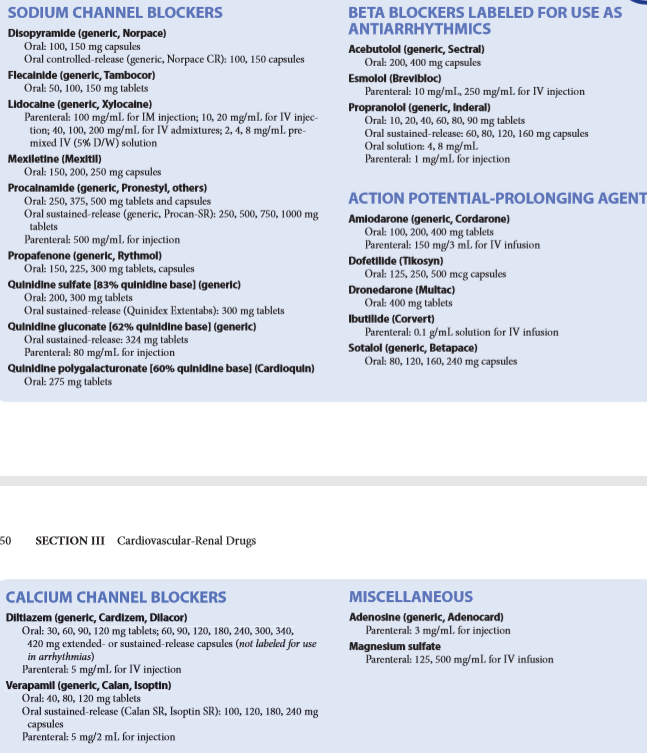 SODIUM CHANNEL BLOCKERS
Disopyramide (generic, Norpace)
Oral: 100, 150 mg capsules
Oral controlled-release (generic, Norpace CR): 100, 150 capsules
Flecainide (generic, Tambocor)
Oral: 50, 100, 150 mg tablets
Lidocaine (generic, Xylocaine)
Parenteral: 100 mg/mL for IM injection; 10, 20 mg/mL for IV injec-
tion; 40, 100, 200 mg/mL for IV admixtures; 2, 4, 8 mg/mL pre-
mixed IV (5% D/W) solution
Mexiletine (Mexitil)
Oral: 150, 200, 250 mg capsules
Procainamide (generic, Pronestyl, others)
Oral: 250, 375, 500 mg tablets and capsules
Oral sustained-release (generic, Procan-SR): 250, 500, 750, 1000 mg
tablets
Parenteral: 500 mg/mL for injection
Propafenone (generic, Rythmol)
Oral: 150, 225, 300 mg tablets, capsules
Quinidine sulfate [83% quinidine base] (generic)
Oral: 200, 300 mg tablets
Oral sustained-release (Quinidex Extentabs): 300 mg tablets
Quinidine gluconate [62% quinidine base] (generic)
Oral sustained-release: 324 mg tablets
Parenteral: 80 mg/mL for injection
Quinidine polygalacturonate [60% quinidine base] (Cardioquin)
Oral: 275 mg tablets
BETA BLOCKERS LABELED FOR USE AS
ANTIARRHYTHMICS
Acebutolol (generic, Sectral)
Oral: 200, 400 mg capsules
Esmolol (Brevibloc)
Parenteral: 10 mg/mL, 250 mg/mL for IV injection
Propranolol (generic, Inderal)
Oral: 10, 20, 40, 60, 80, 90 mg tablets
Oral sustained-release: 60, 80, 120, 160 mg capsules
Oral solution: 4, 8 mg/mL
Parenteral: 1 mg/mL for injection
ACTION POTENTIAL-PROLONGING AGENT
Amiodarone (generic, Cordarone)
Oral: 100, 200, 400 mg tablets
Parenteral: 150 mg/3 mL for IV infusion
Dofetilide (Tikosyn)
Oral: 125, 250, 500 mcg capsules
Dronedarone (Multac)
Oral: 400 mg tablets
Ibutilide (Corvert)
Parenteral: 0.1 g/mL solution for IV infusion
Sotalol (generic, Betapace)
Oral: 80, 120, 160, 240 mg capsules
50 SECTION III Cardiovascular-Renal Drugs
CALCIUM CHANNEL BLOCKERS
Diltiazem (generic, Cardizem, Dilacor)
Oral: 30, 60, 90, 120 mg tablets; 60, 90, 120, 180, 240, 300, 340,
420 mg extended- or sustained-release capsules (not labeled for use
in arrhythmias)
Parenteral: 5 mg/mL for IV injection
Verapamil (generic, Calan, Isoptin)
Oral: 40, 80, 120 mg tablets
Oral sustained-release (Calan SR, Isoptin SR): 100, 120, 180, 240 mg
capsules
Parenteral: 5 mg/2 mL for injection
MISCELLANEOUS
Adenosine (generic, Adenocard)
Parenteral: 3 mg/mL for injection
Magnesium sulfate
Parenteral: 125, 500 mg/mL for IV infusion